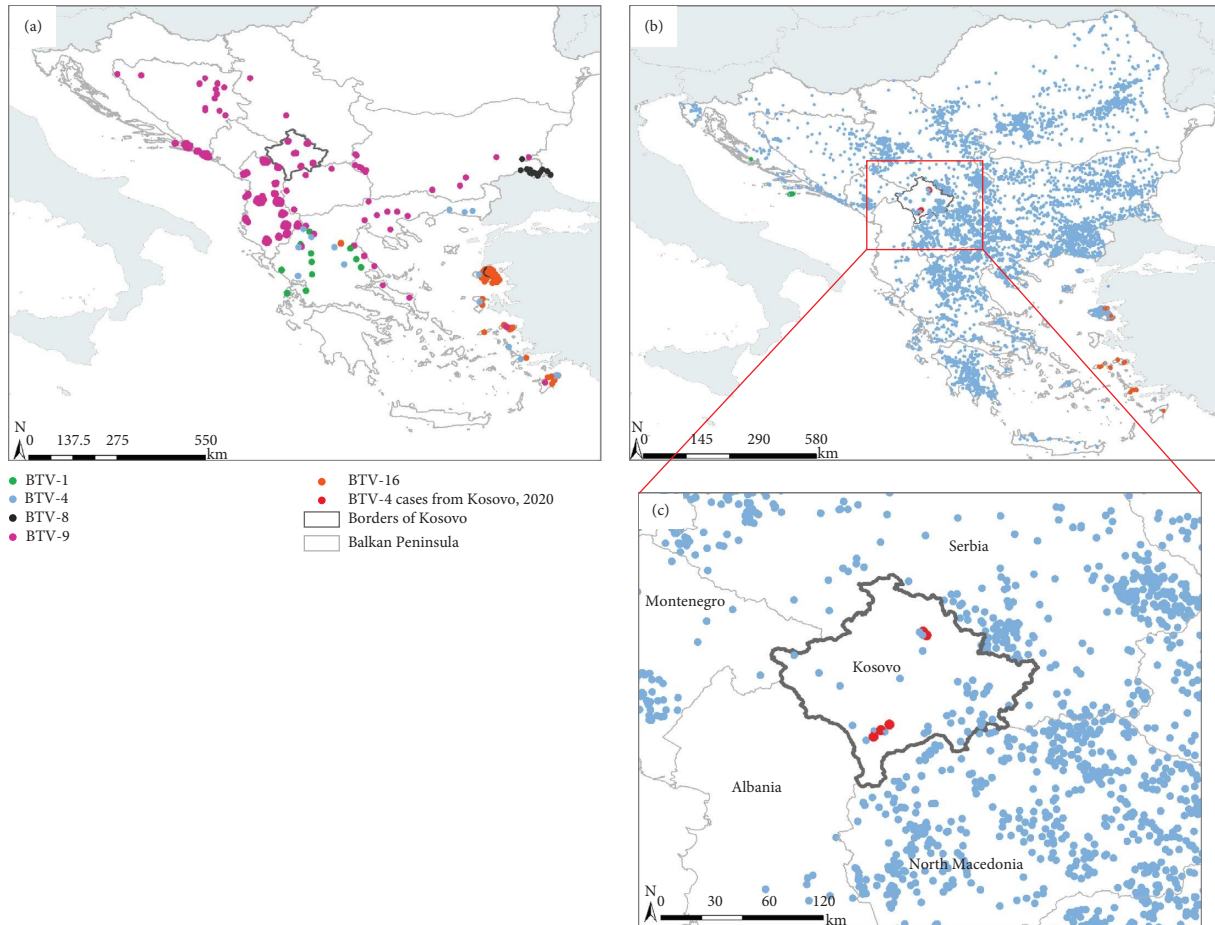 (a)
N
0 137.5 275 550
km
(b)
N
0 145 290 580
km
BTV-1
BTV-4
BTV-8
BTV-9
BTV-16
BTV-4 cases from Kosovo, 2020
Borders of Kosovo
Balkan Peninsula
(c)
Serbia
Montenegro
Kosovo
Albania
North Macedonia
N
0 30 60 120
km